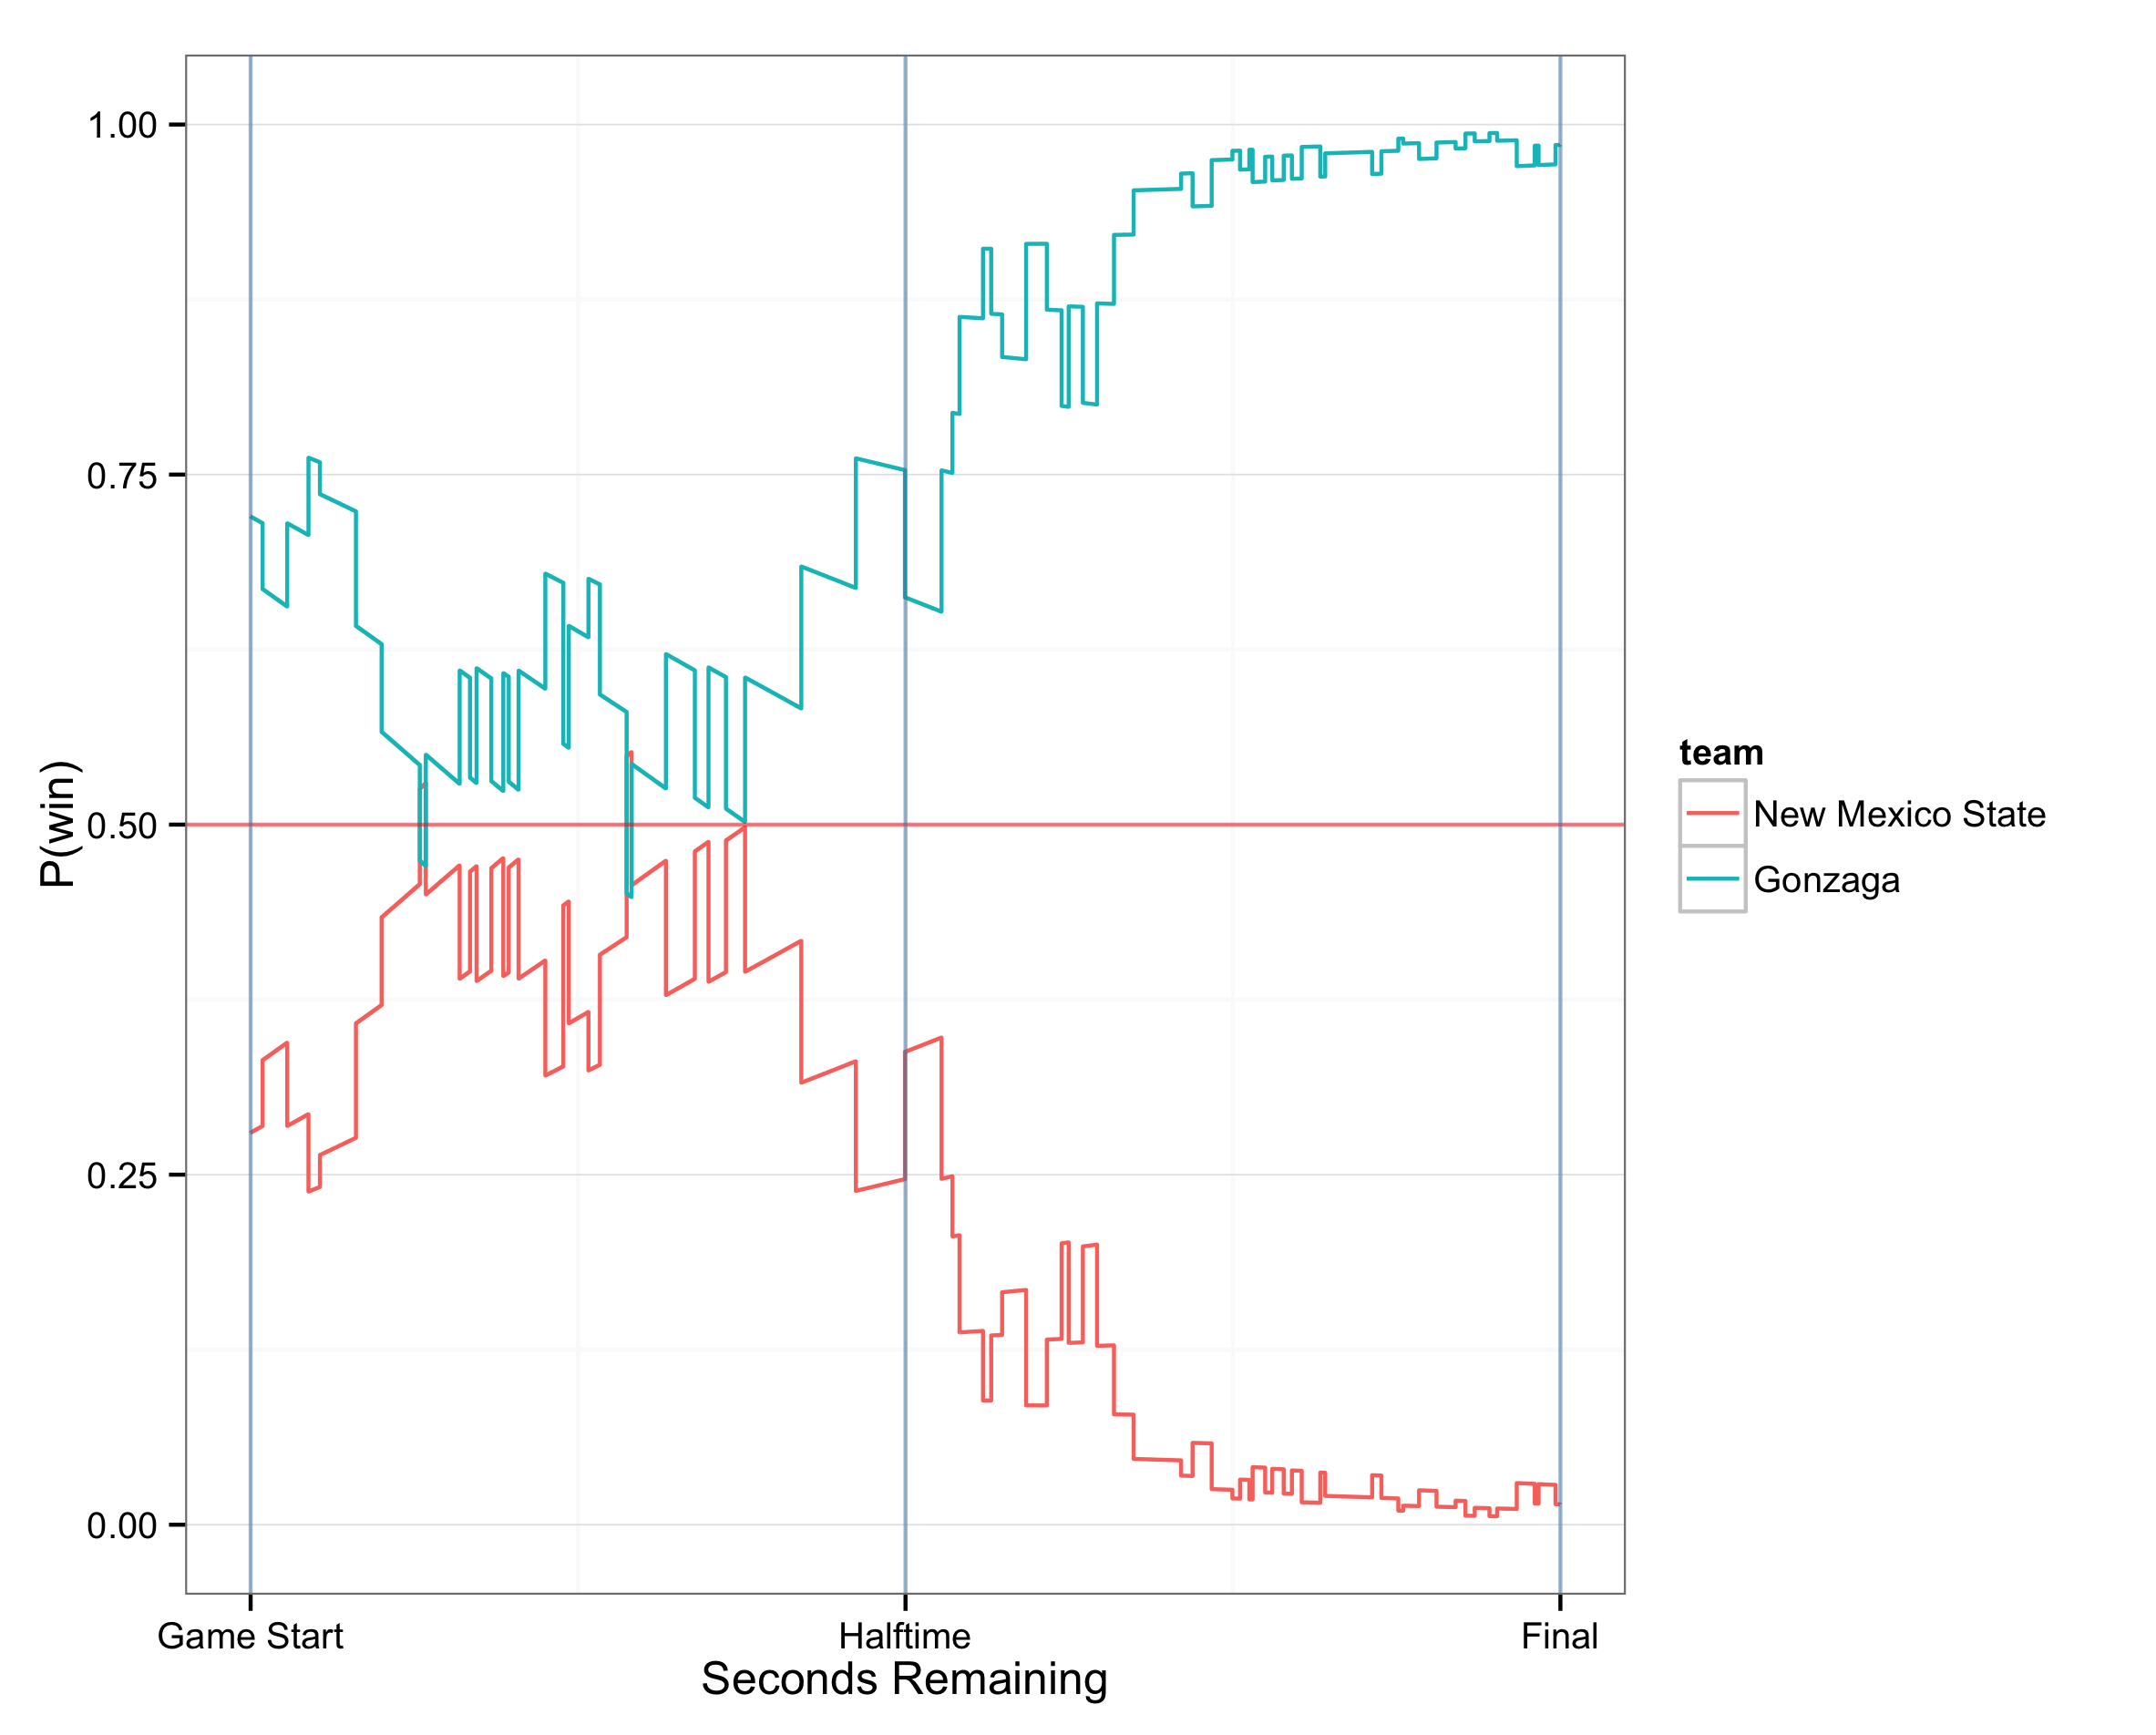 1.00
0.75
0.50
0.25
0.00
P(win)
Game Start
Halftime
Final
Seconds Remaining
team
New Mexico State
Gonzaga